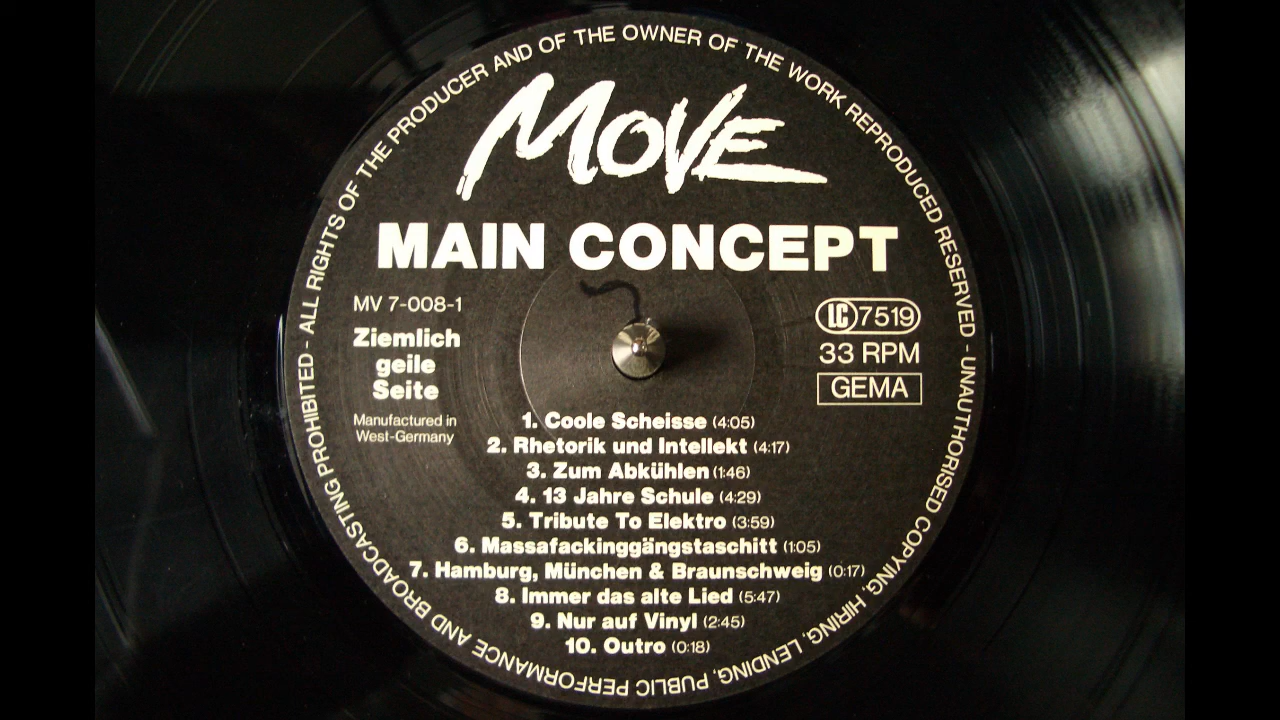 ALL RIGHTS OF THE PRODUCER AND OF THE OWNER OF THE WORK REPRODUCED RESERVED - UNAUTHORISED COPYING, HIRING, LENDING, PUBLIC PERFORMANCE AND BROADCASTING PROHIBITED -
MOVE
MAIN CONCEPT
MV 7-008-1
Ziemlich
geile
Seite
Manufactured in
West-Germany
LC 7519
33 RPM
GEMA
1. Coole Scheisse (4:05)
2. Rhetorik und Intellekt (4:17)
3. Zum Abkühlen (1:46)
4. 13 Jahre Schule (4:29)
5. Tribute To Elektro (3:59)
6. Massafackinggängstaschitt (1:05)
7. Hamburg, München & Braunschweig (0:17)
8. Immer das alte Lied (5:47)
9. Nur auf Vinyl (2:45)
10. Outro (0:18)